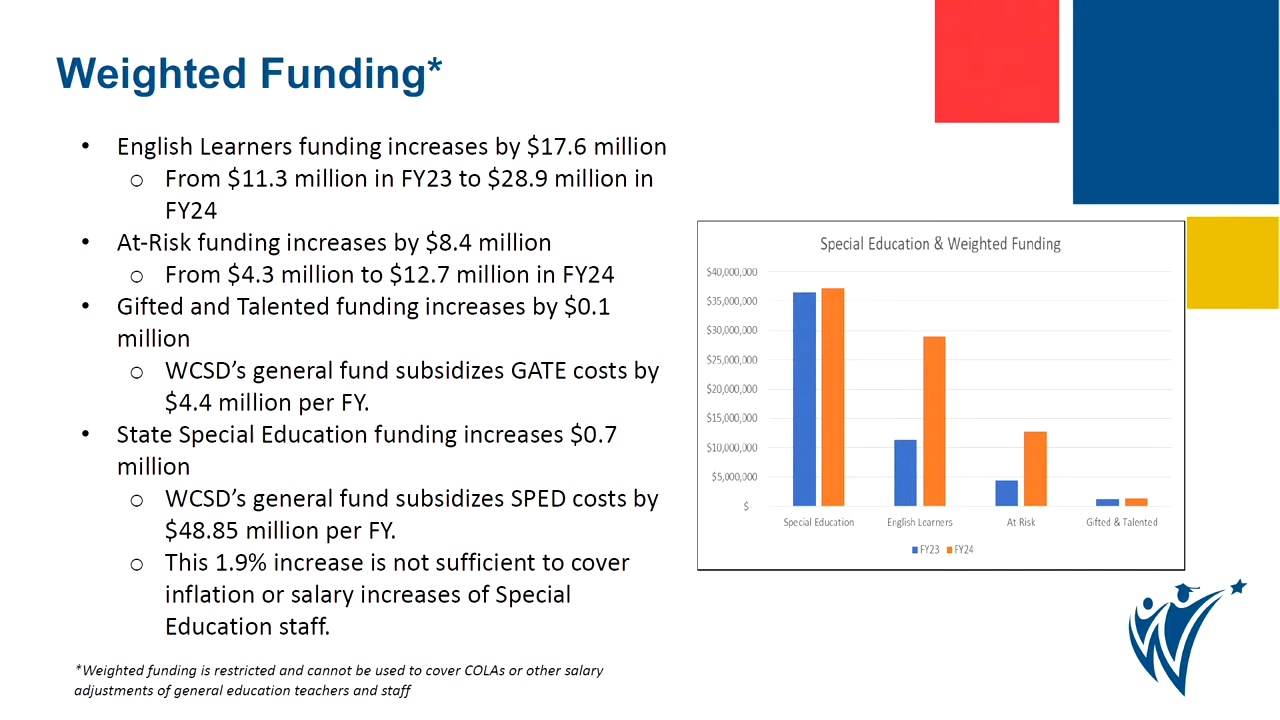 Weighted Funding*
• English Learners funding increases by $17.6 million
o From $11.3 million in FY23 to $28.9 million in
FY24
• At-Risk funding increases by $8.4 million
o From $4.3 million to $12.7 million in FY24
• Gifted and Talented funding increases by $0.1
million
o WCSD’s general fund subsidizes GATE costs by
$4.4 million per FY.
• State Special Education funding increases $0.7
million
o WCSD’s general fund subsidizes SPED costs by
$48.85 million per FY.
o This 1.9% increase is not sufficient to cover
inflation or salary increases of Special
Education staff.
*Weighted funding is restricted and cannot be used to cover COLAs or other salary
adjustments of general education teachers and staff
Special Education & Weighted Funding
$40,000,000
$35,000,000
$30,000,000
$25,000,000
$20,000,000
$15,000,000
$10,000,000
$5,000,000
$
Special Education English Learners At Risk Gifted & Talented
FY23 FY24